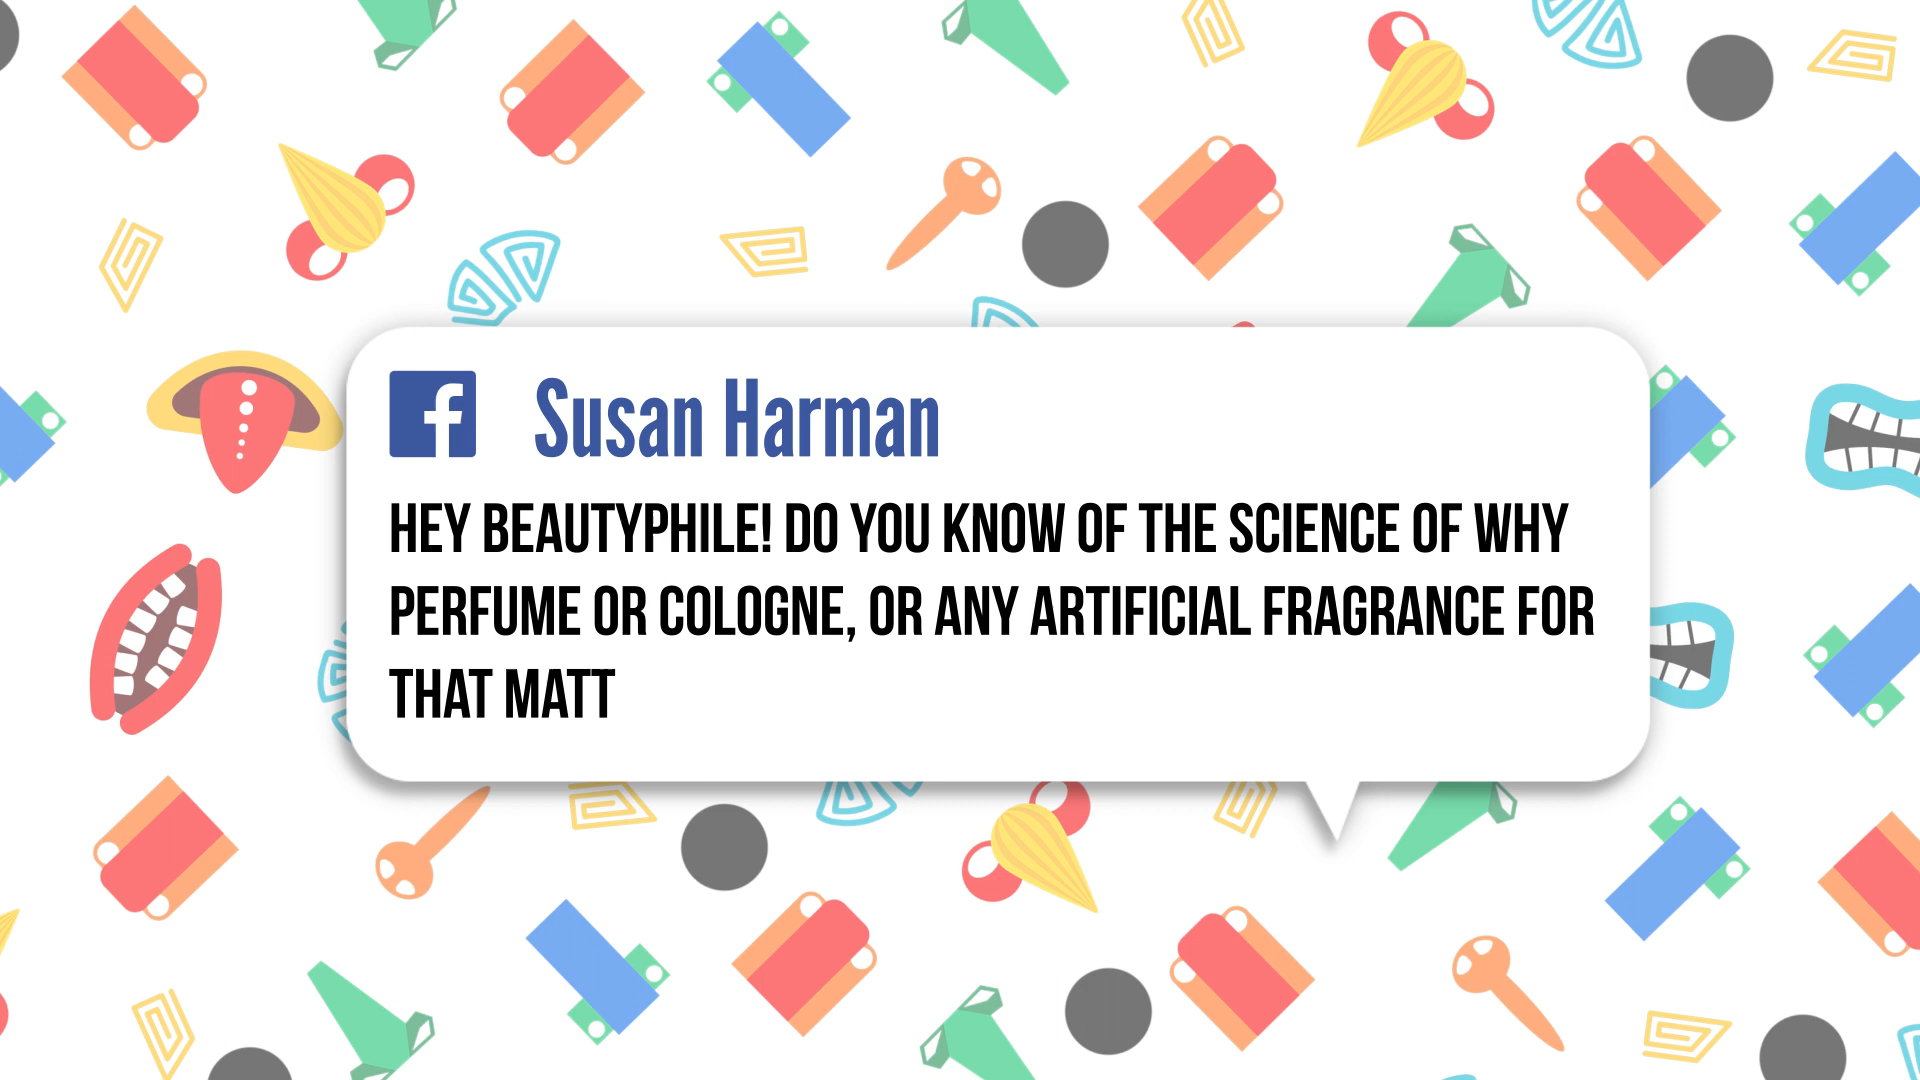 Susan Harman
HEY BEAUTYPHILE! DO YOU KNOW OF THE SCIENCE OF WHY
PERFUME OR COLOGNE, OR ANY ARTIFICIAL FRAGRANCE FOR
THAT MATT